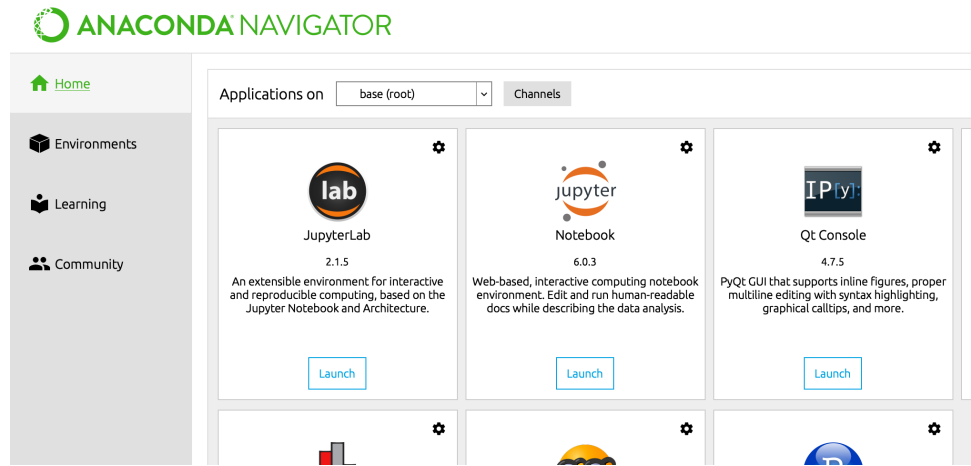 ANACONDA NAVIGATOR
Home
Environments
Learning
Community
Applications on base (root) Channels
lab
JupyterLab
2.1.5
An extensible environment for interactive
and reproducible computing, based on the
Jupyter Notebook and Architecture.
Launch
jupyter
Notebook
6.0.3
Web-based, interactive computing notebook
environment. Edit and run human-readable
docs while describing the data analysis.
Launch
IP[y]:
Qt Console
4.7.5
PyQt GUI that supports inline figures, proper
multiline editing with syntax highlighting,
graphical calltips, and more.
Launch